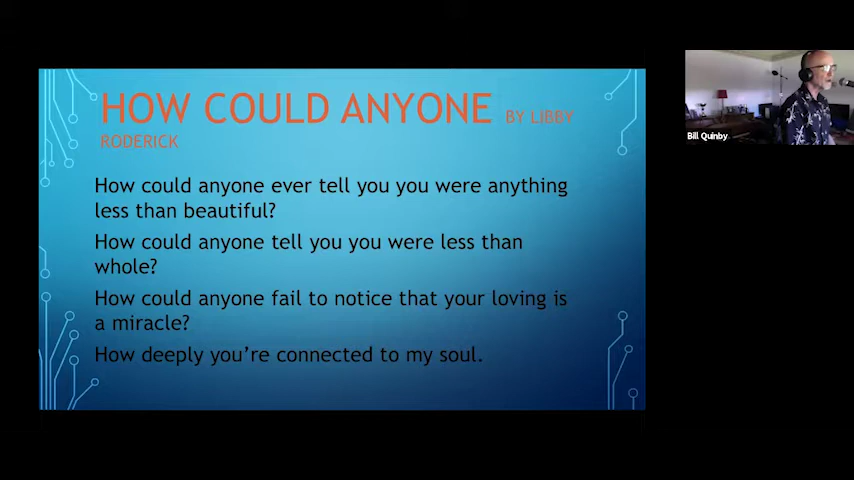 HOW COULD ANYONE BY LIBBY
RODERICK
How could anyone ever tell you you were anything
less than beautiful?
How could anyone tell you you were less than
whole?
How could anyone fail to notice that your loving is
a miracle?
How deeply you’re connected to my soul.
Bill Quinby